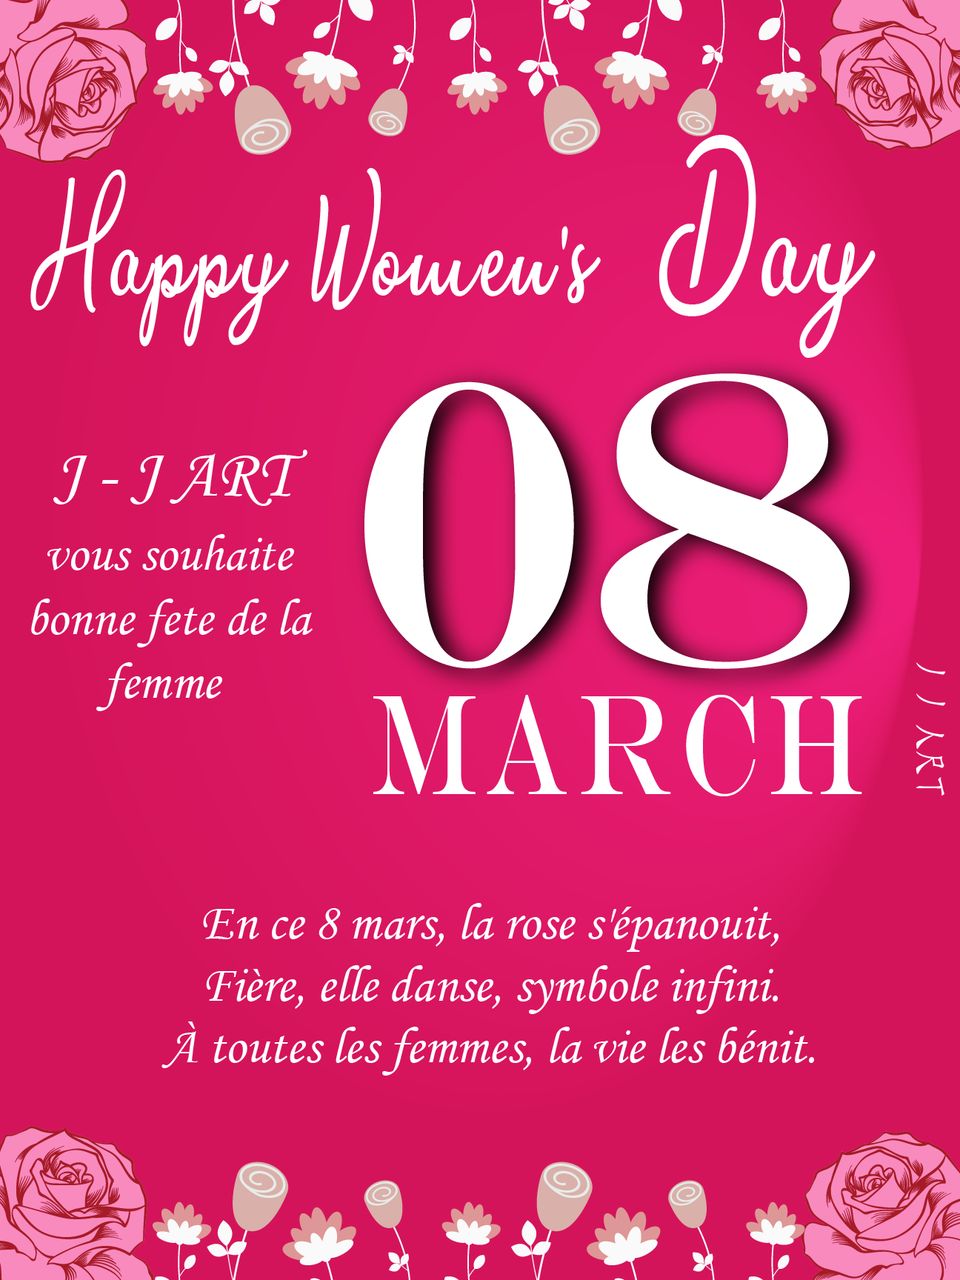 Happy Women's Day
08
MARCH
J - J ART
vous souhaite
bonne fete de la
femme
J J ART
En ce 8 mars, la rose s'épanouit,
Fière, elle danse, symbole infini.
À toutes les femmes, la vie les bénit.